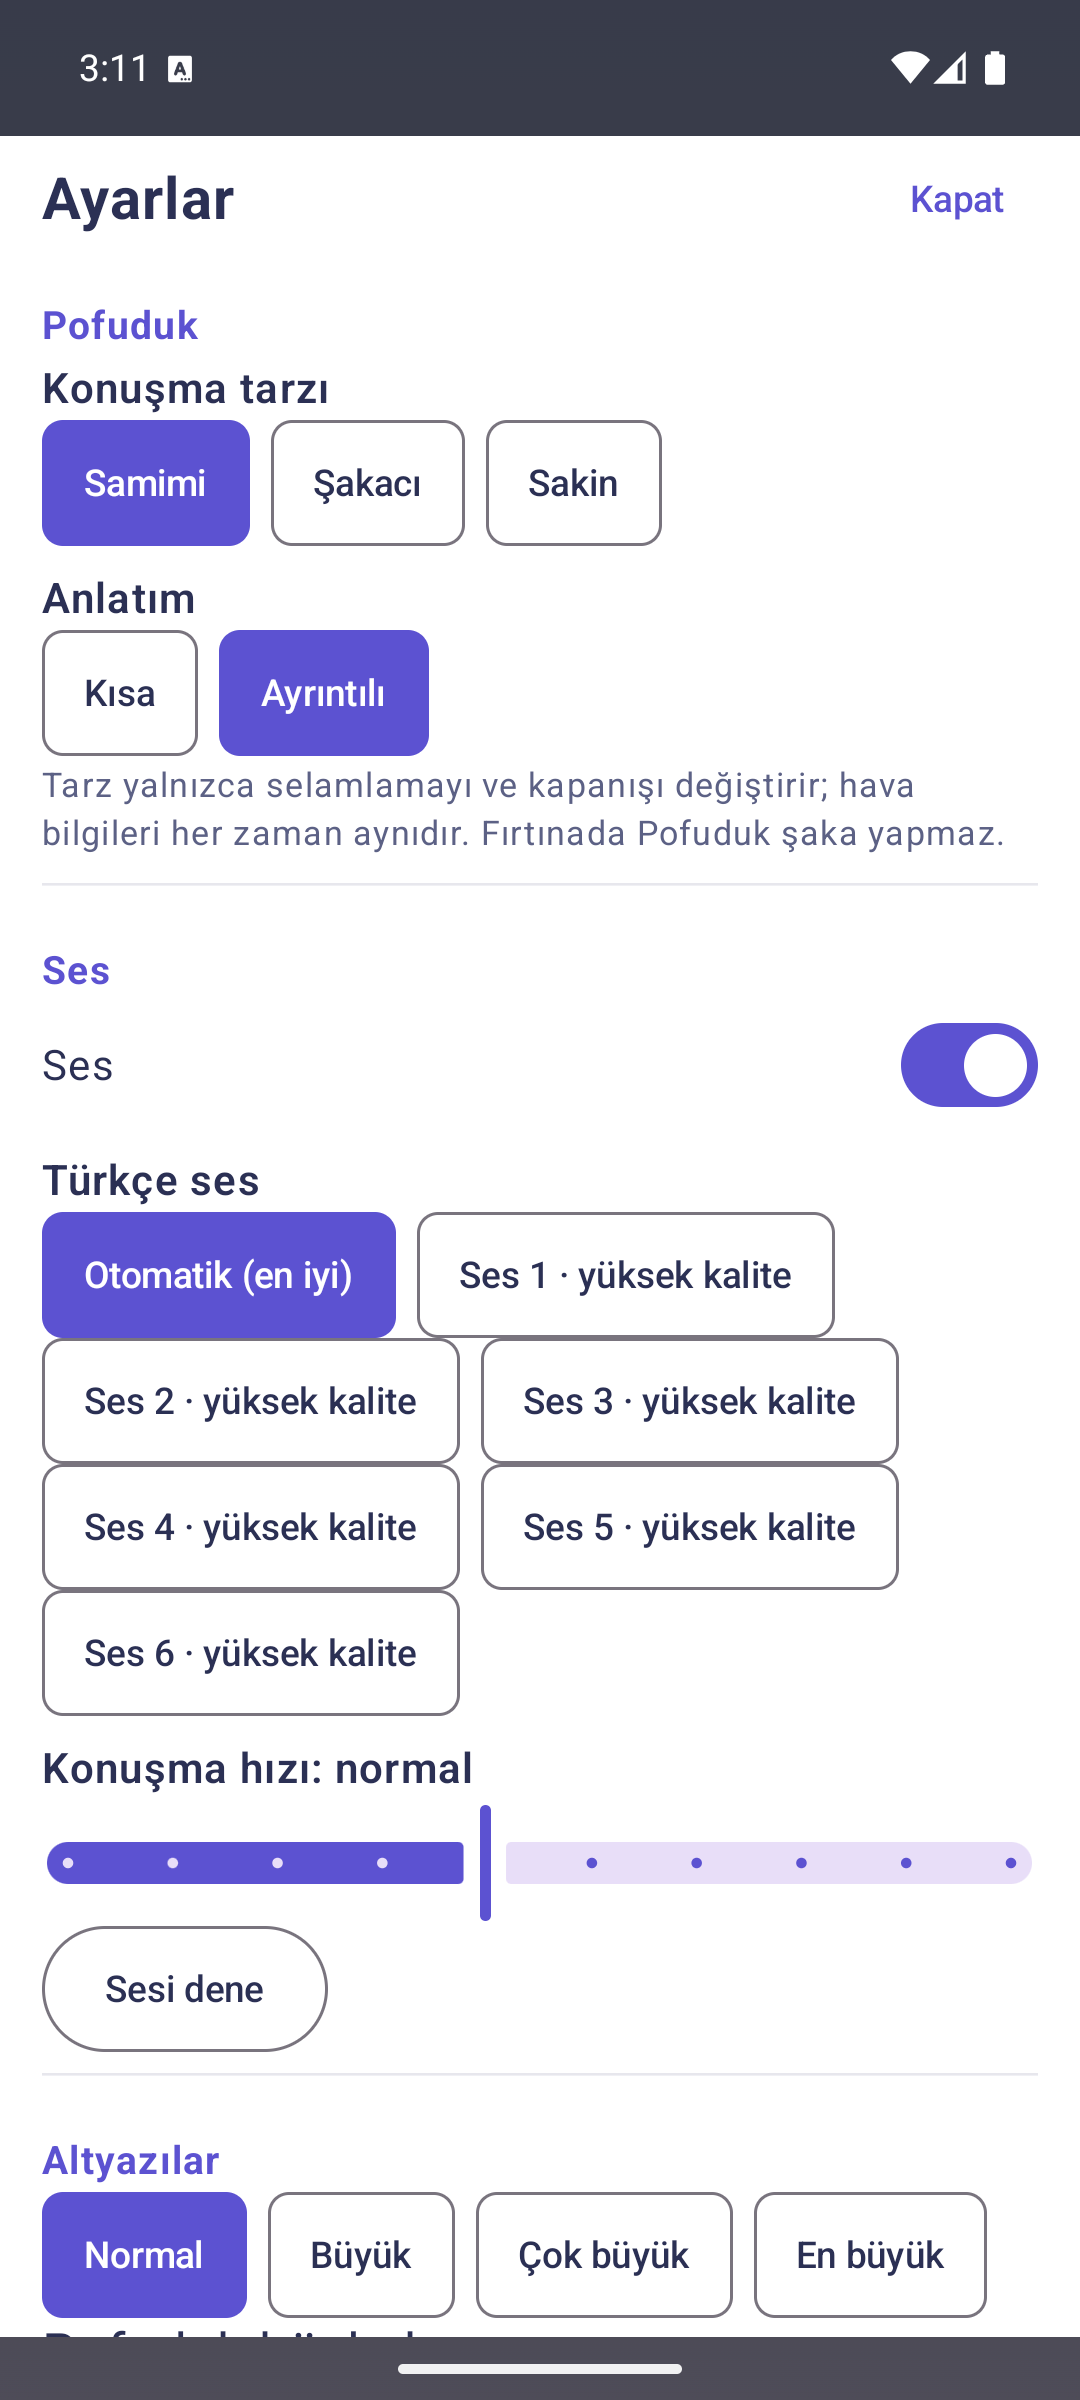 3:11
Ayarlar
Kapat
Pofuduk
Konuşma tarzı
Samimi
Şakacı
Sakin
Anlatım
Kısa
Ayrıntılı
Tarz yalnızca selamlamayı ve kapanışı değiştirir; hava
bilgileri her zaman aynıdır. Fırtınada Pofuduk şaka yapmaz.
Ses
Ses
Türkçe ses
Otomatik (en iyi)
Ses 1 · yüksek kalite
Ses 2 · yüksek kalite
Ses 3 · yüksek kalite
Ses 4 · yüksek kalite
Ses 5 · yüksek kalite
Ses 6 · yüksek kalite
Konuşma hızı: normal
Sesi dene
Altyazılar
Normal
Büyük
Çok büyük
En büyük